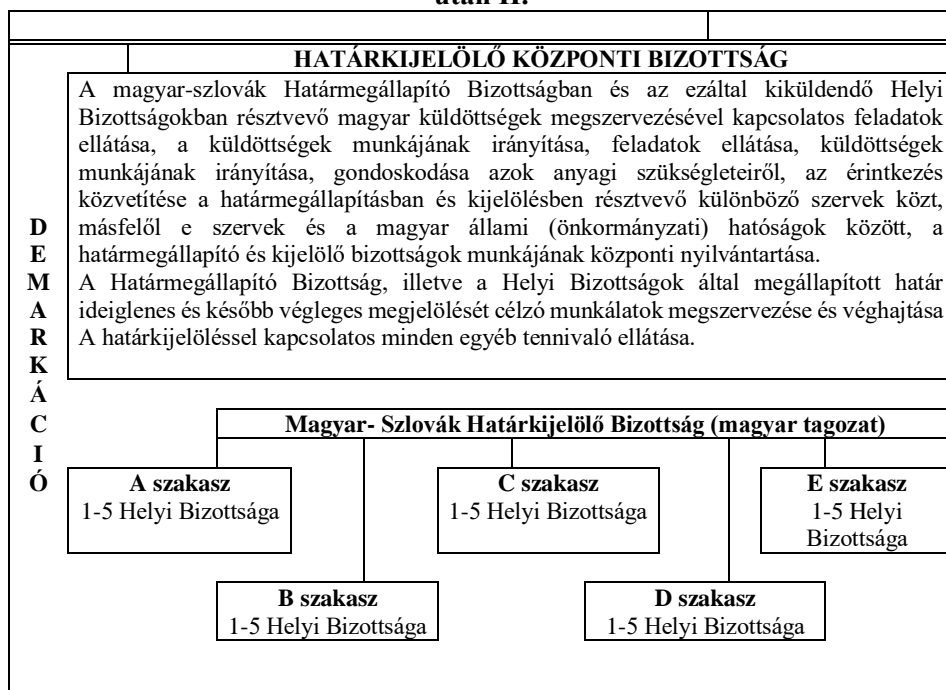 után II.
HATÁRKIJELÖLŐ KÖZPONTI BIZOTTSÁG
A magyar-szlovák Határmegállapító Bizottságban és az ezáltal kiküldendő Helyi
Bizottságokban résztvevő magyar küldöttségek megszervezésével kapcsolatos feladatok
ellátása, a küldöttségek munkájának irányítása, feladatok ellátása, küldöttségek
munkájának irányítása, gondoskodása azok anyagi szükségleteiről, az érintkezés
közvetítése a határmegállapításban és kijelölésben résztvevő különböző szervek közt,
másfelől e szervek és a magyar állami (önkormányzati) hatóságok között, a
határmegállapító és kijelölő bizottságok munkájának központi nyilvántartása.
A Határmegállapító Bizottság, illetve a Helyi Bizottságok által megállapított határ
ideiglenes és később végleges megjelölését célzó munkálatok megszervezése és véghajtása
A határkijelöléssel kapcsolatos minden egyéb tennivaló ellátása.
D
E
M
A
R
K
Á
C
I
Ó
Magyar- Szlovák Határkijelölő Bizottság (magyar tagozat)
A szakasz
1-5 Helyi Bizottsága
C szakasz
1-5 Helyi Bizottsága
E szakasz
1-5 Helyi
Bizottsága
B szakasz
1-5 Helyi Bizottsága
D szakasz
1-5 Helyi Bizottsága